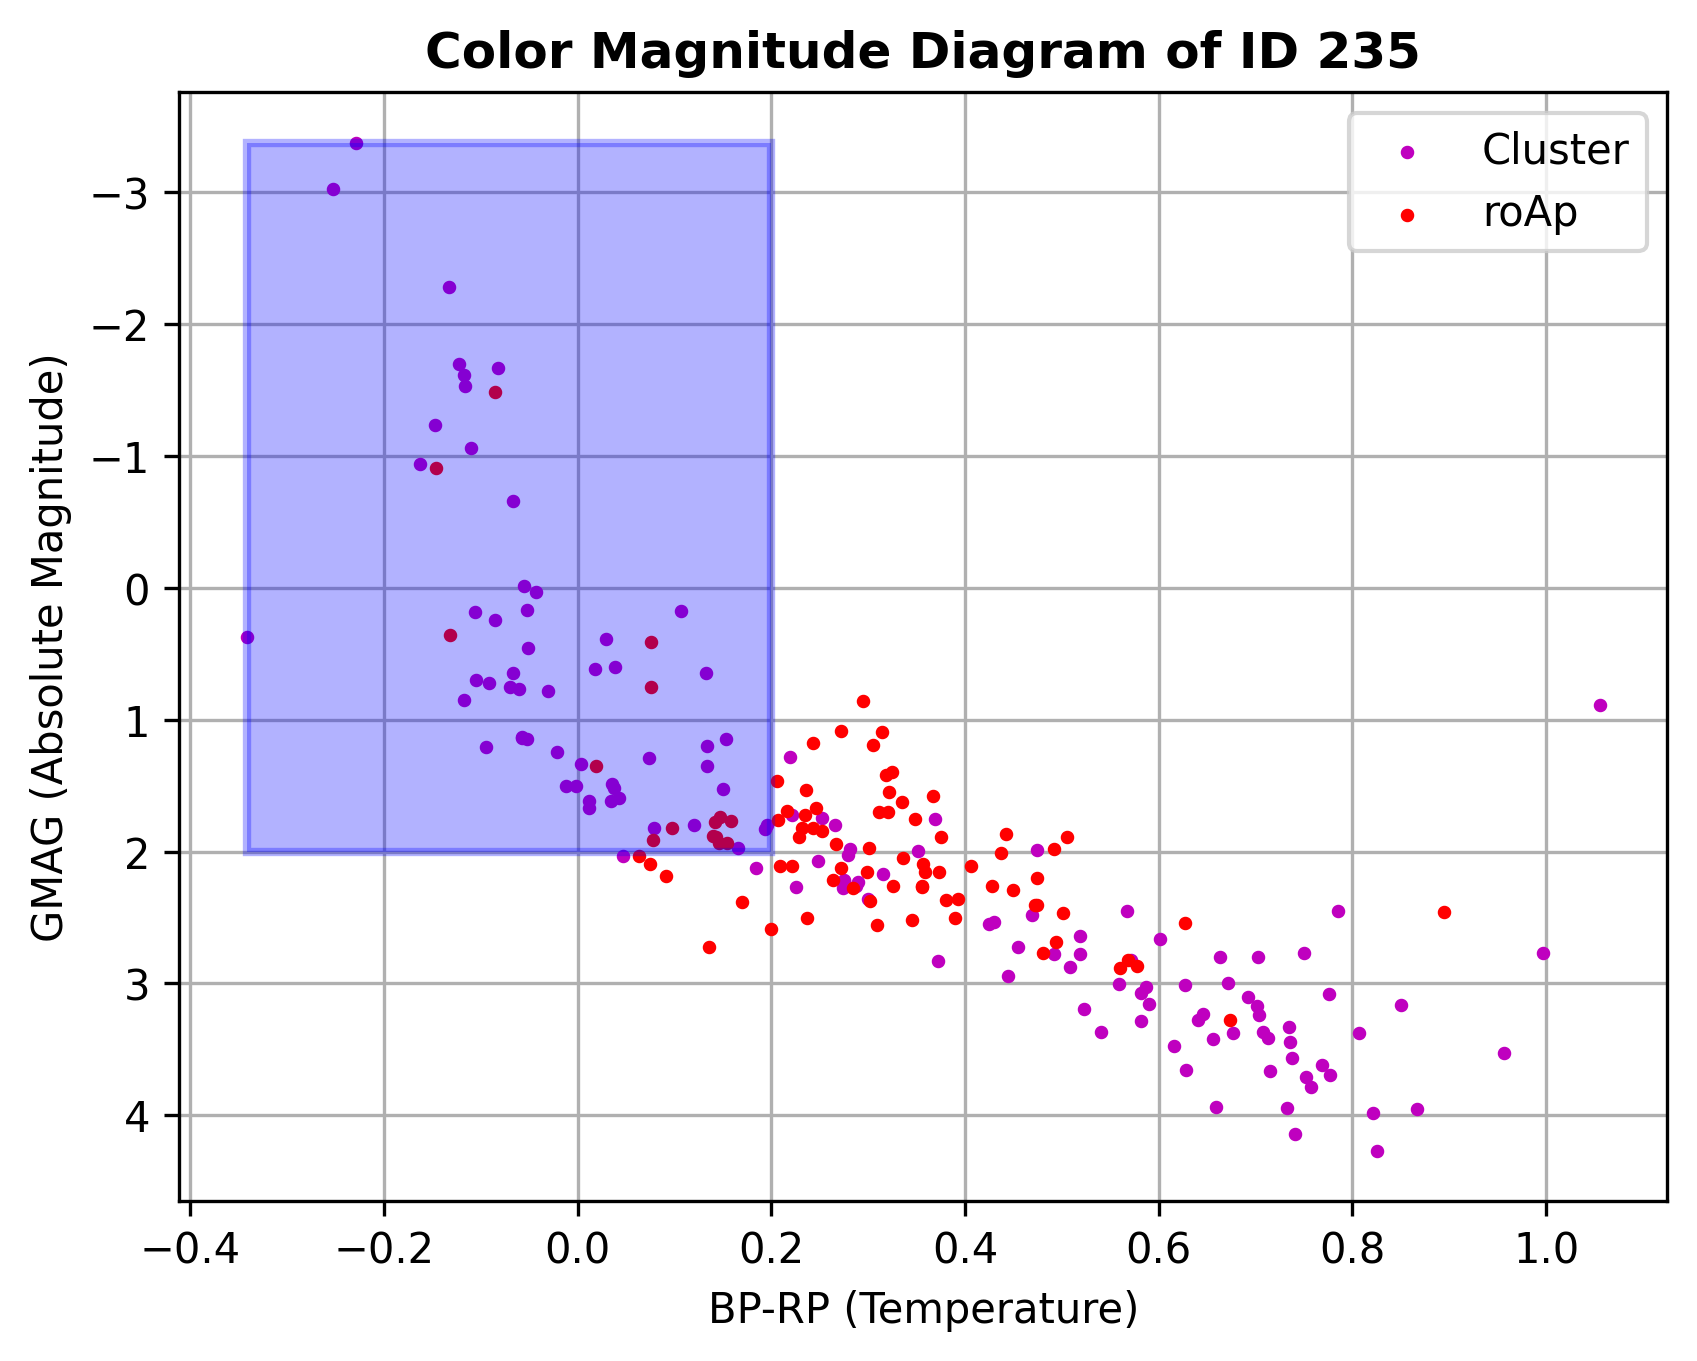 Color Magnitude Diagram of ID 235
Cluster
roAp
GMAG (Absolute Magnitude)
−3
−2
−1
0
1
2
3
4
−0.4 −0.2 0.0 0.2 0.4 0.6 0.8 1.0
BP-RP (Temperature)